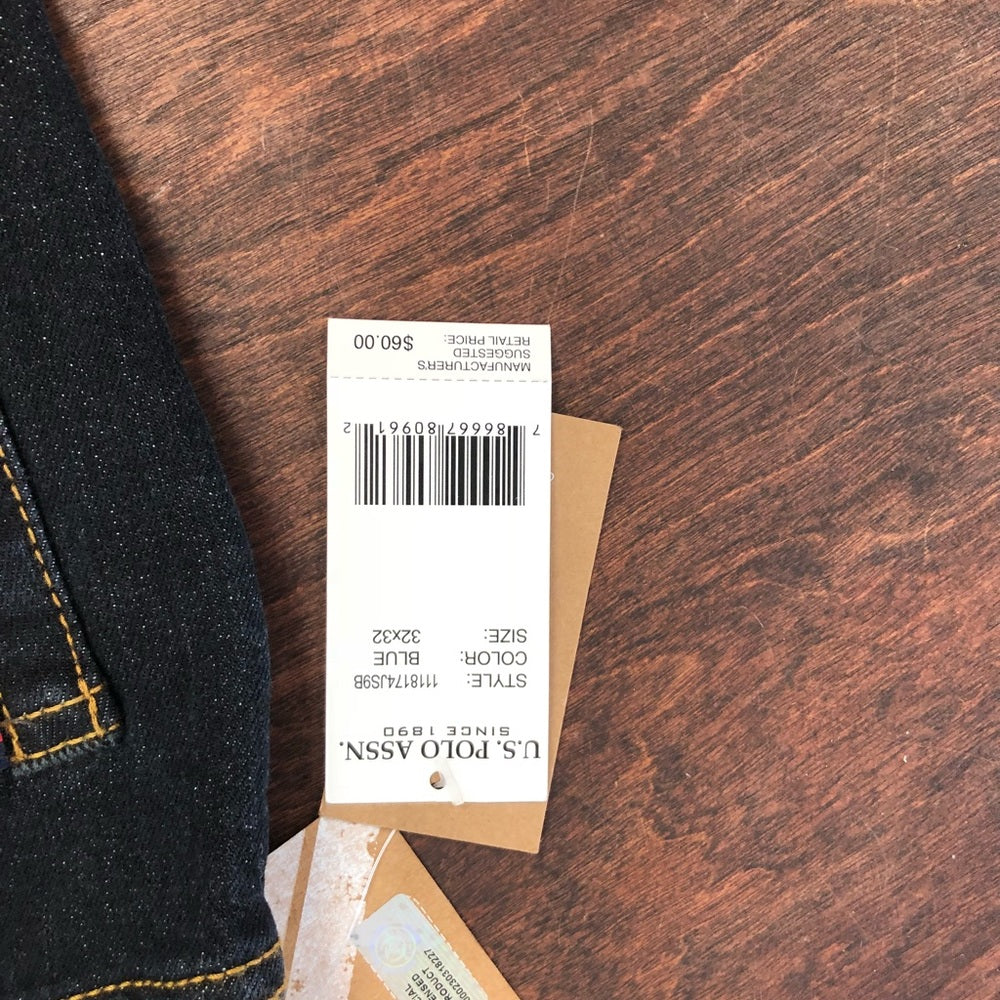 U.S. POLO ASSN.
SINCE 1890
STYLE: 1118174JS9B
COLOR: BLUE
SIZE: 32x32
7 86667 80961 2
MANUFACTURER'S
SUGGESTED
RETAIL PRICE: $60.00
PRODUCT